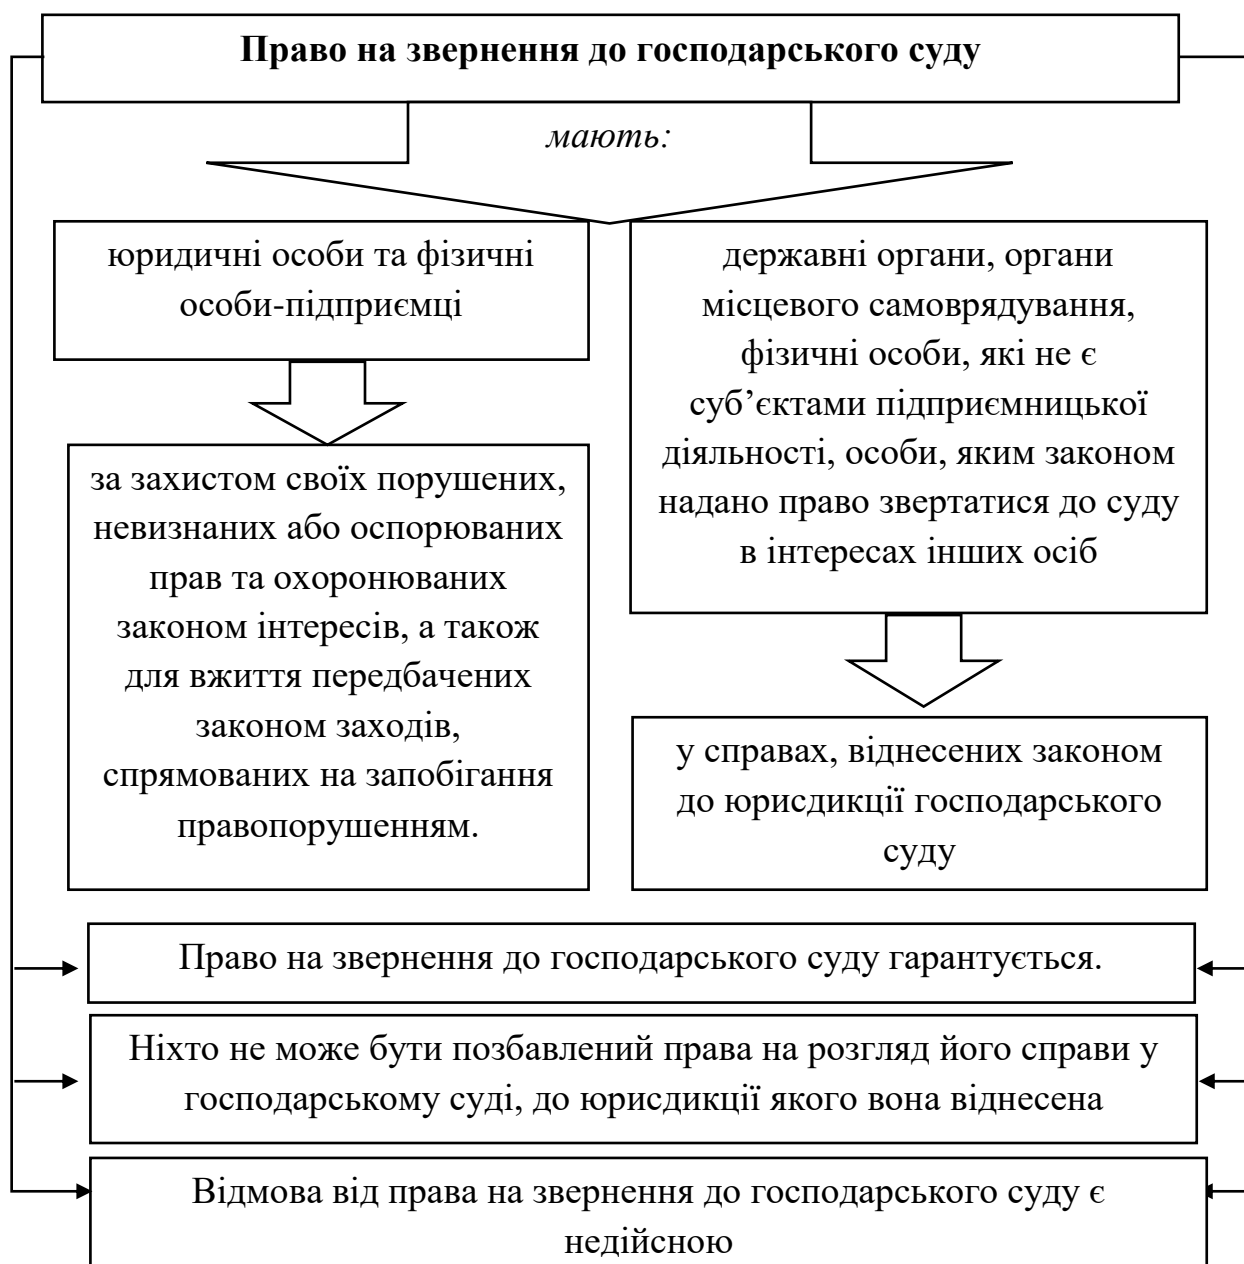 Право на звернення до господарського суду
мають:
юридичні особи та фізичні
особи-підприємці
за захистом своїх порушених,
невизнаних або оспорюваних
прав та охоронюваних
законом інтересів, а також
для вжиття передбачених
законом заходів,
спрямованих на запобігання
правопорушенням.
державні органи, органи
місцевого самоврядування,
фізичні особи, які не є
суб’єктами підприємницької
діяльності, особи, яким законом
надано право звертатися до суду
в інтересах інших осіб
у справах, віднесених законом
до юрисдикції господарського
суду
Право на звернення до господарського суду гарантується.
Ніхто не може бути позбавлений права на розгляд його справи у
господарському суді, до юрисдикції якого вона віднесена
Відмова від права на звернення до господарського суду є
недійсною